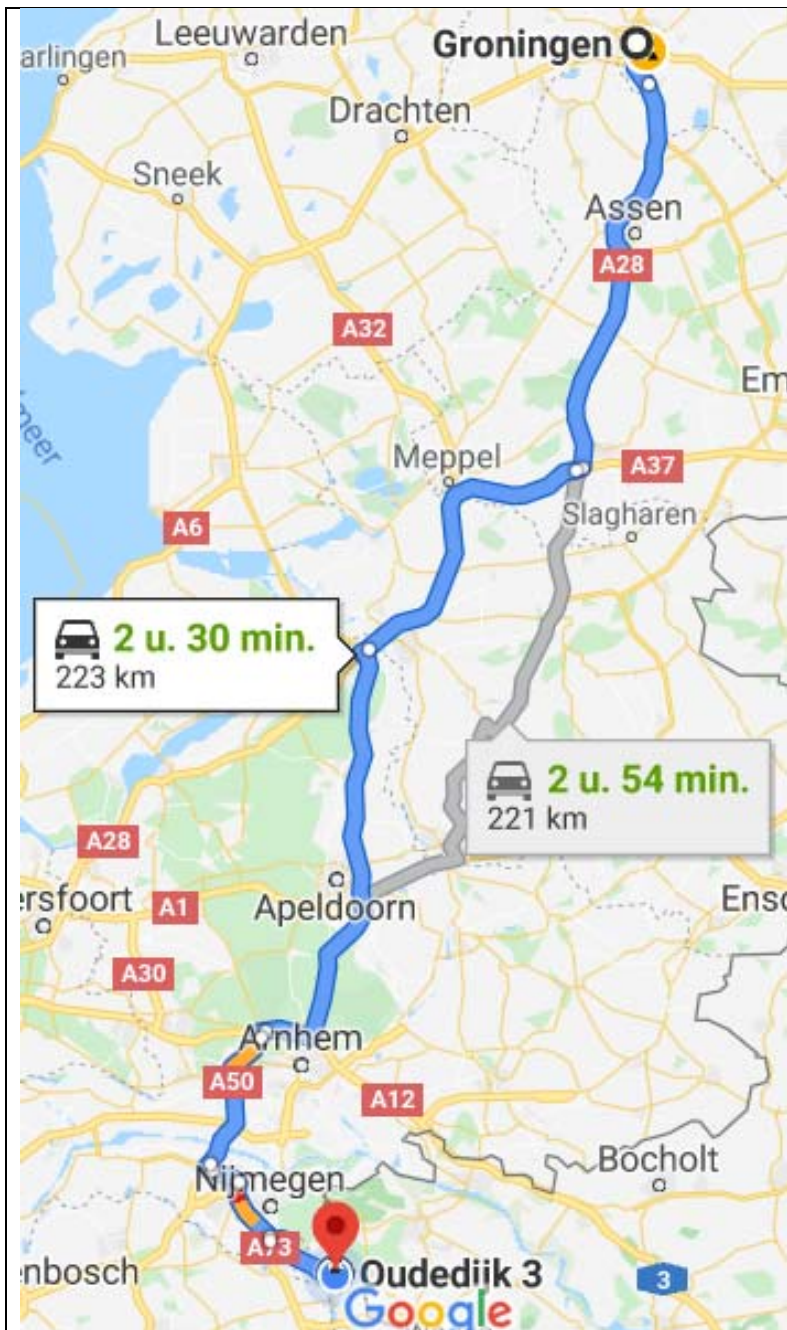 Leeuwarden
Groningen
arlingen
Drachten
Sneek
Assen
A28
A32
Em
meer
Meppel
A37
A6
Slagharen
2 u. 30 min.
223 km
2 u. 54 min.
221 km
A28
Apeldoorn
ersfoort
A1
Ensc
A30
Arnhem
A50
A12
Bocholt
Nijmegen
A73
enbosch
Oudedijk 3
3
Google